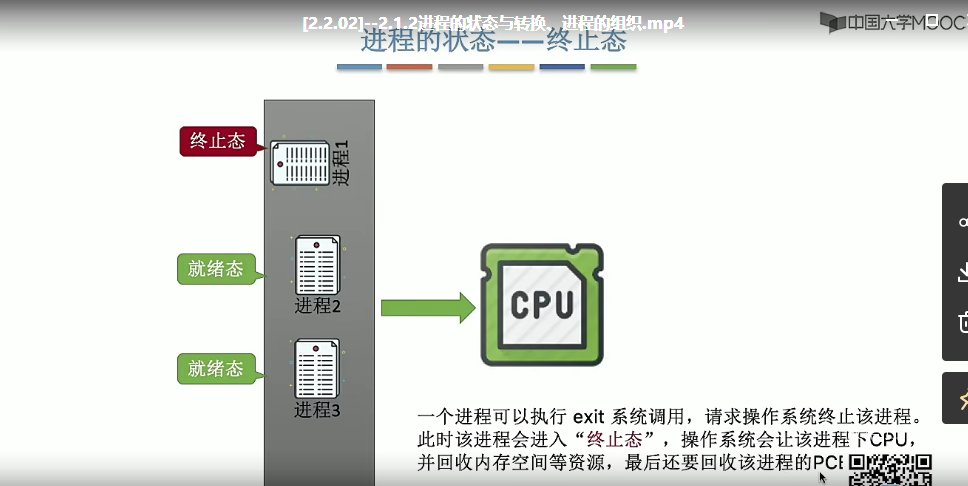 [2.2.02]--2.1.2进程的状态与转换、进程的组织.mp4
中国大学MOOC
进程的状态——终止态
终止态
进程1
就绪态
进程2
CPU
就绪态
进程3
一个进程可以执行 exit 系统调用，请求操作系统终止该进程。
此时该进程会进入“终止态”，操作系统会让该进程下CPU，
并回收内存空间等资源，最后还要回收该进程的PCB